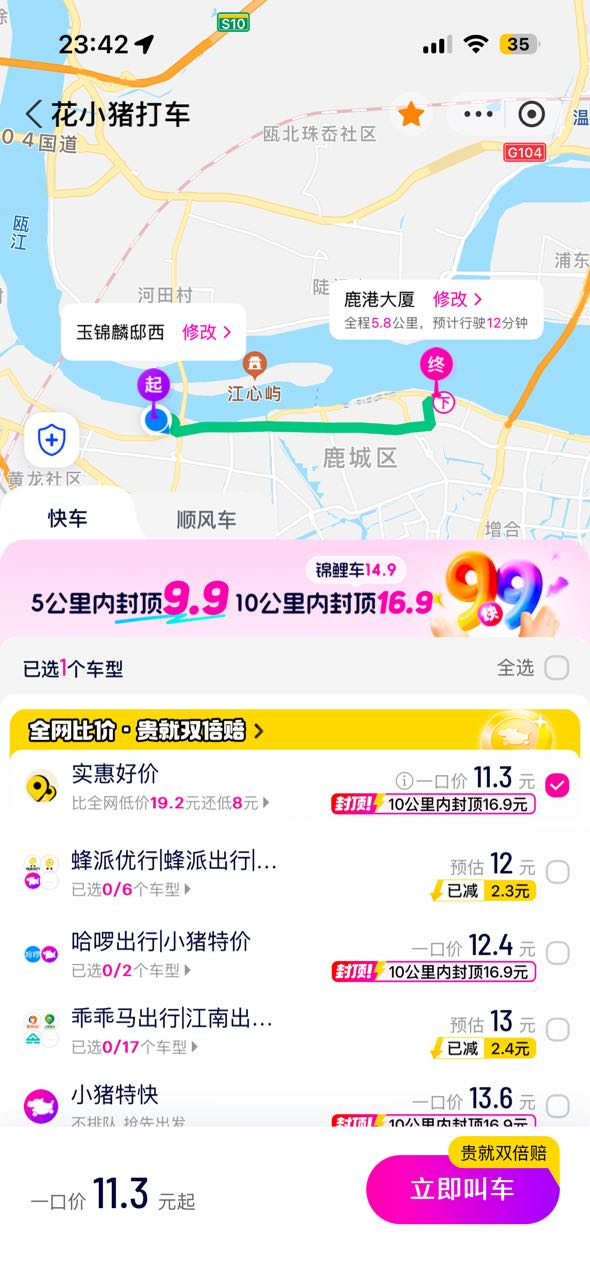 S10
23:42
35
花小猪打车
温
瓯北珠岙社区
G104
04国道
瓯江
浦东
河田村
鹿港大厦 修改 >
全程5.8公里，预计行驶12分钟
玉锦麟邸西 修改 >
终
起
江心屿
下
鹿城区
黄龙社区
快车 顺风车
增合
锦鲤车14.9
5公里内封顶9.9 10公里内封顶16.9
已选1个车型 全选
全网比价·贵就双倍赔 >
实惠好价 一口价 11.3 元
比全网低价19.2元还低8元 封顶! 10公里内封顶16.9元
蜂派优行|蜂派出行|... 预估 12 元
已选0/6个车型 已减 2.3元
哈啰出行|小猪特价 一口价 12.4 元
已选0/2个车型 封顶! 10公里内封顶16.9元
乖乖马出行|江南出... 预估 13 元
已选0/17个车型 已减 2.4元
小猪特快 一口价 13.6 元
不排队 抢先出发 封顶! 10公里内封顶16.9元
贵就双倍赔
一口价 11.3 元起 立即叫车